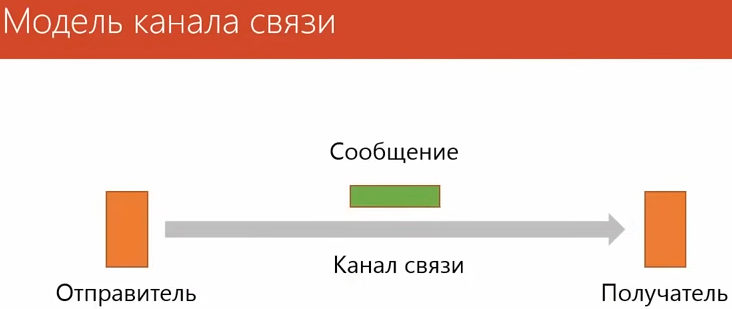 Модель канала связи
Сообщение
Канал связи
Отправитель
Получатель